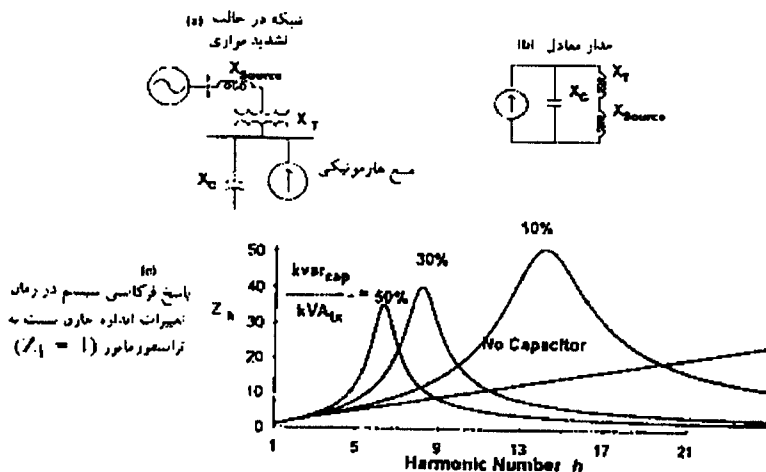 (a) شبکه در حالت
تشدید موازی
X_Source
X_T
X_C
منبع هارمونیکی
(b) مدار معادل
X_T
X_C
X_Source
(c)
پاسخ فرکانسی سیستم در زمان
تغییرات اندازه خازن نسبت به
ترانسفورماتور (Z_1 = 1)
Z_h
50
40
30
20
10
0
kvar_cap
kVA_tx
= 50%
30%
10%
No Capacitor
1 5 9 13 17 21
Harmonic Number h